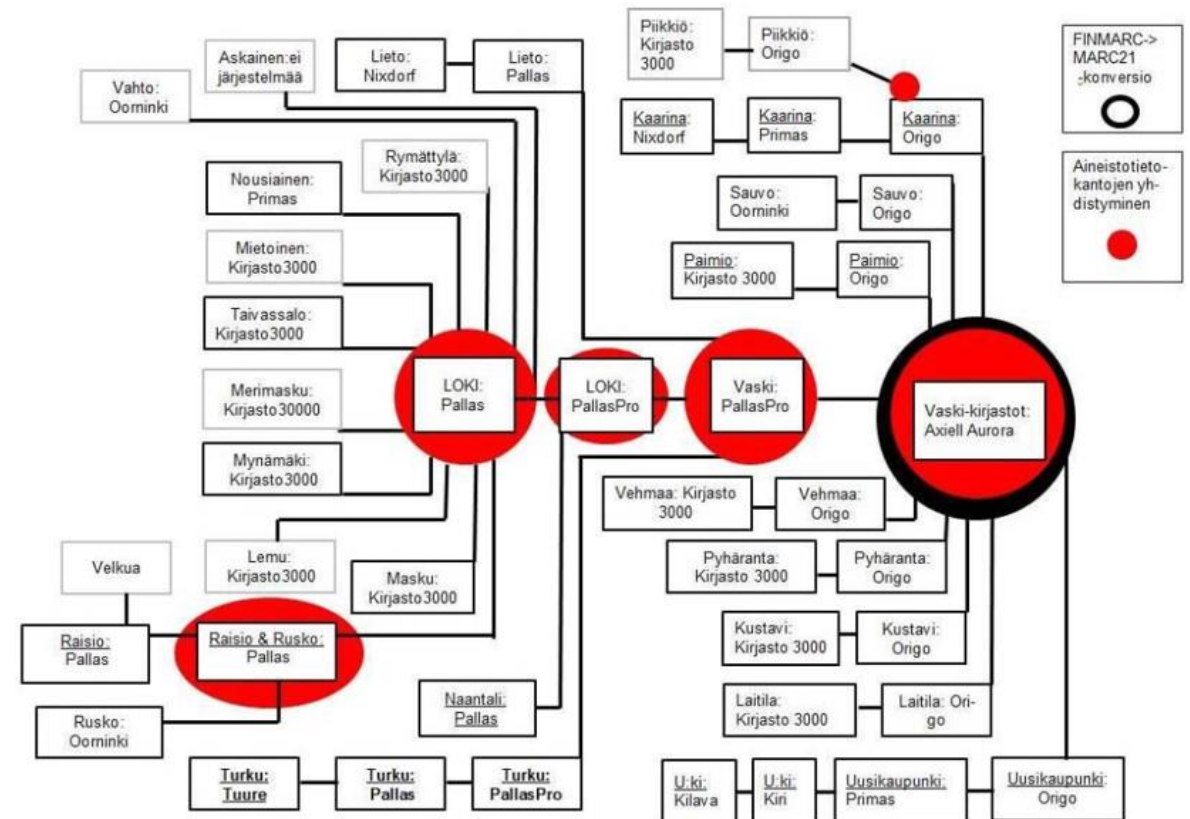 Askainen:ei
järjestelmää
Vahto:
Oominki
Lieto:
Nixdorf
Lieto:
Pallas
Piikkiö:
Kirjasto
3000
Piikkiö:
Origo
FINMARC->
MARC21
-konversio
Kaarina:
Nixdorf
Kaarina:
Primas
Kaarina:
Origo
Aineistotieto-
kantojen yh-
distyminen
Rymättylä:
Kirjasto3000
Nousiainen:
Primas
Sauvo:
Oominki
Sauvo:
Origo
Mietoinen:
Kirjasto3000
Paimio:
Kirjasto 3000
Paimio:
Origo
Taivassalo:
Kirjasto3000
Merimasku:
Kirjasto30000
LOKI:
Pallas
LOKI:
PallasPro
Vaski:
PallasPro
Vaski-kirjastot:
Axiell Aurora
Mynämäki:
Kirjasto3000
Vehmaa: Kirjasto
3000
Vehmaa:
Origo
Velkua
Lemu:
Kirjasto3000
Masku:
Kirjasto3000
Pyhäranta:
Kirjasto 3000
Pyhäranta:
Origo
Raisio:
Pallas
Raisio & Rusko:
Pallas
Kustavi:
Kirjasto 3000
Kustavi:
Origo
Rusko:
Oorninki
Naantali:
Pallas
Laitila:
Kirjasto 3000
Laitila: Ori-
go
Turku:
Tuure
Turku:
Pallas
Turku:
PallasPro
U:ki:
Kilava
U:ki:
Kiri
Uusikaupunki:
Primas
Uusikaupunki:
Origo